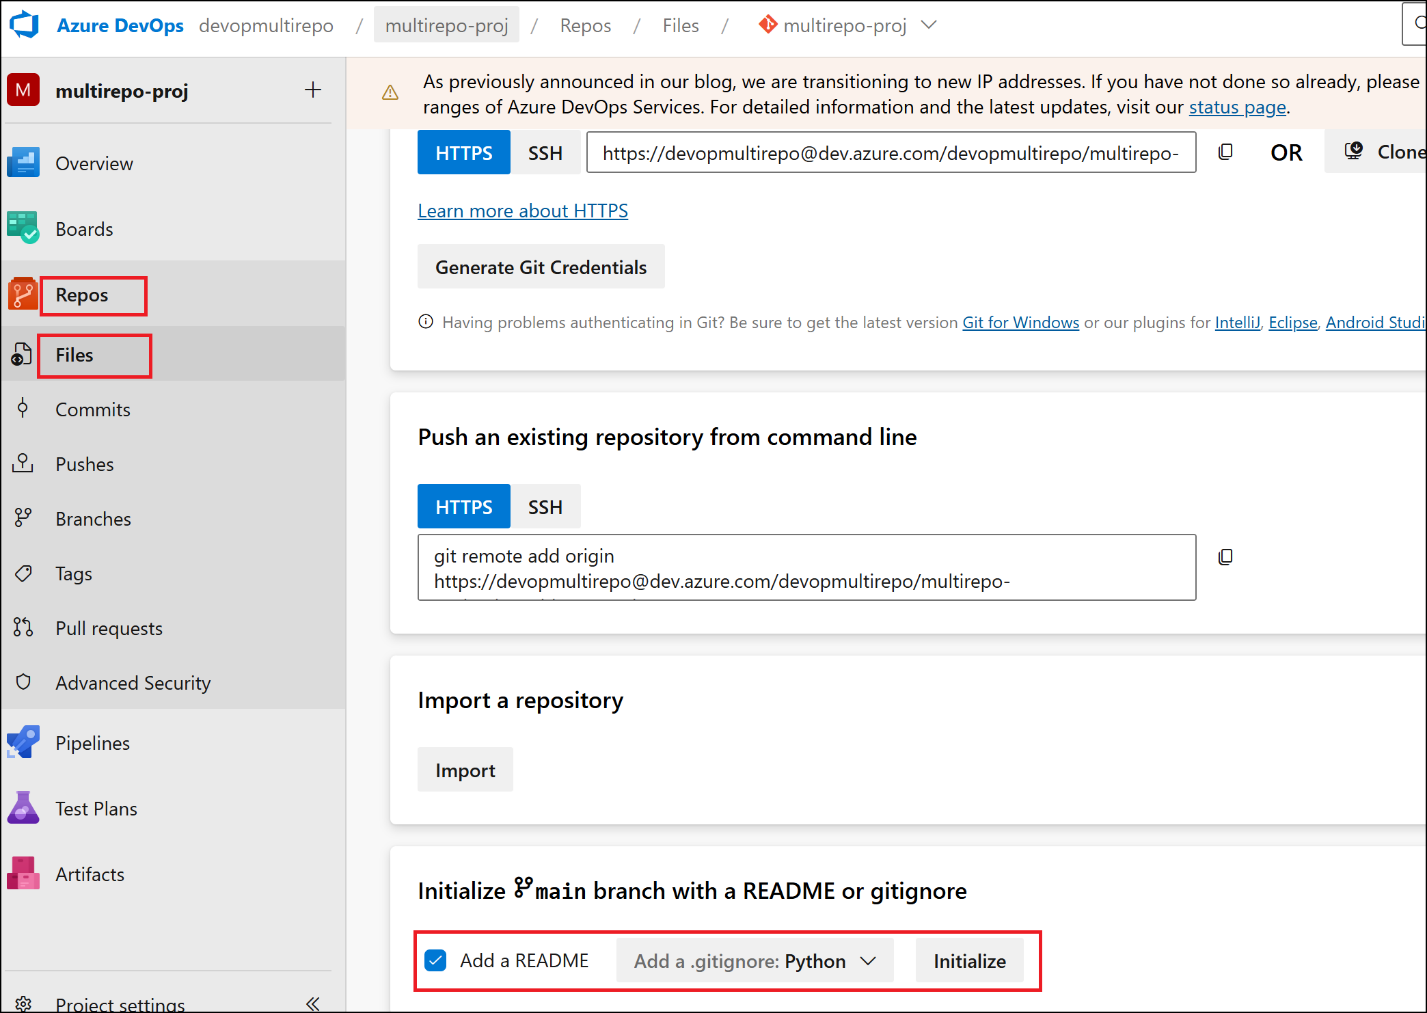 Azure DevOps devopmultirepo / multirepo-proj / Repos / Files / multirepo-proj
M multirepo-proj +
As previously announced in our blog, we are transitioning to new IP addresses. If you have not done so already, please
ranges of Azure DevOps Services. For detailed information and the latest updates, visit our status page.
Overview
Boards
Repos
Files
Commits
Pushes
Branches
Tags
Pull requests
Advanced Security
Pipelines
Test Plans
Artifacts
Project settings
HTTPS SSH https://devopmultirepo@dev.azure.com/devopmultirepo/multirepo- OR Clone
Learn more about HTTPS
Generate Git Credentials
Having problems authenticating in Git? Be sure to get the latest version Git for Windows or our plugins for IntelliJ, Eclipse, Android Studi
Push an existing repository from command line
HTTPS SSH
git remote add origin
https://devopmultirepo@dev.azure.com/devopmultirepo/multirepo-
Import a repository
Import
Initialize main branch with a README or gitignore
Add a README Add a .gitignore: Python Initialize